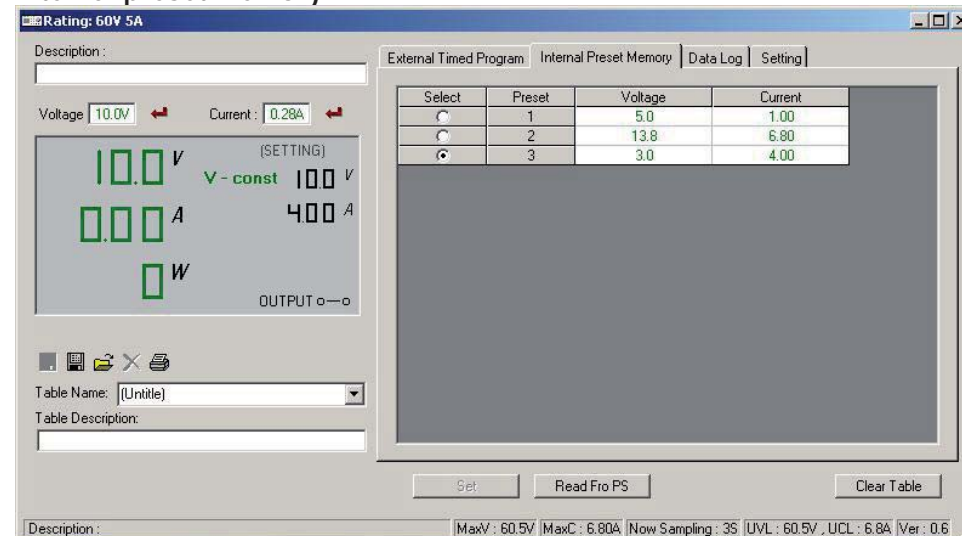 Rating: 60V 5A
Description :
Voltage 10.0V Current : 0.28A
10.0 V
(SETTING)
V - const 10.0 V
0.00 A
4.00 A
0 W
OUTPUT
Table Name: (Untitle)
Table Description:
External Timed Program Internal Preset Memory Data Log Setting
Select Preset Voltage Current
1 5.0 1.00
2 13.8 6.80
3 3.0 4.00
Set Read Fro PS Clear Table
Description : MaxV : 60.5V MaxC : 6.80A Now Sampling : 3S UVL : 60.5V , UCL : 6.8A Ver : 0.6